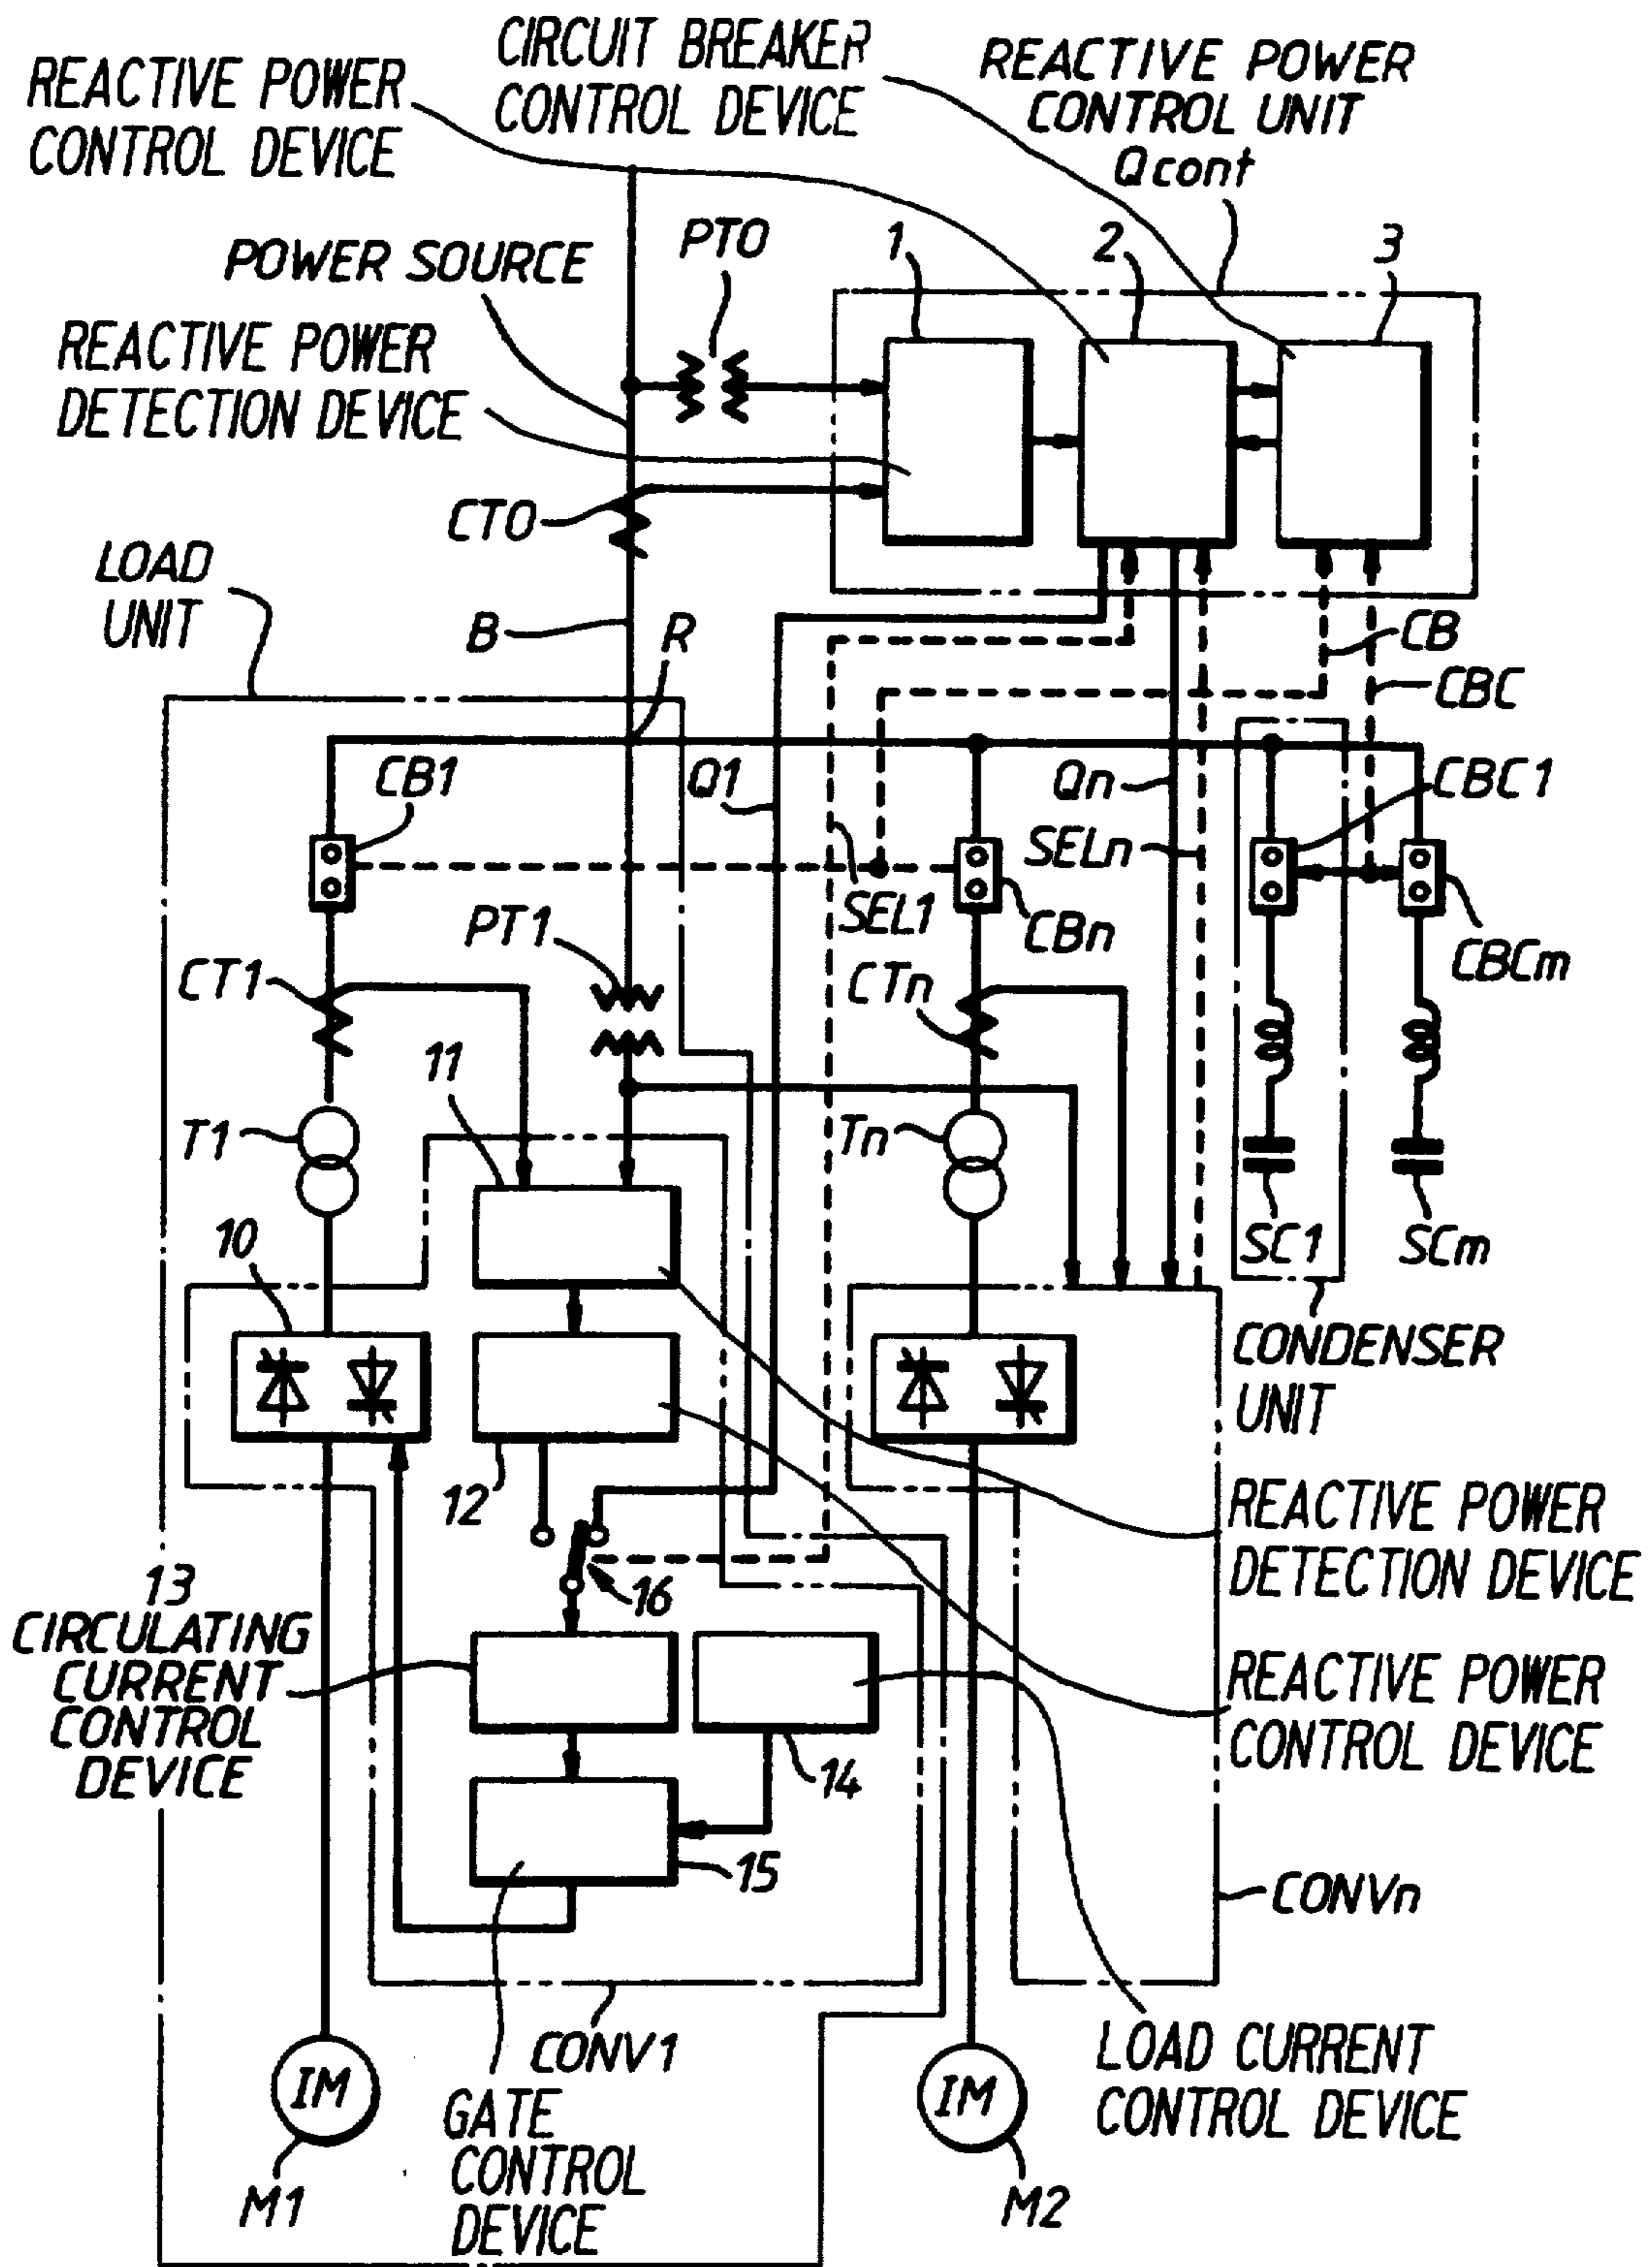 CIRCUIT BREAKER
CONTROL DEVICE
REACTIVE POWER
CONTROL UNIT
Qcont
REACTIVE POWER
CONTROL DEVICE
PT0
1
2
3
POWER SOURCE
REACTIVE POWER
DETECTION DEVICE
CT0
LOAD
UNIT
B
R
CB
CBC
CB1
Q1
Qn
CBC1
SELn
SEL1
CBn
CBCm
PT1
CT1
CTn
11
T1
Tn
10
SC1
SCm
CONDENSER
UNIT
12
REACTIVE POWER
DETECTION DEVICE
13
CIRCULATING
CURRENT
CONTROL
DEVICE
16
REACTIVE POWER
CONTROL DEVICE
14
15
CONVn
CONV1
LOAD CURRENT
CONTROL DEVICE
IM
IM
GATE
CONTROL
DEVICE
M1
M2